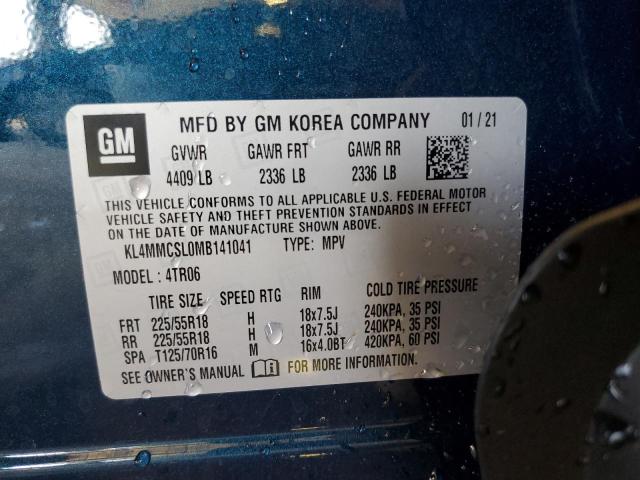 GM
MFD BY GM KOREA COMPANY 01 / 21
GVWR GAWR FRT GAWR RR
4409 LB 2336 LB 2336 LB
THIS VEHICLE CONFORMS TO ALL APPLICABLE U.S. FEDERAL MOTOR
VEHICLE SAFETY AND THEFT PREVENTION STANDARDS IN EFFECT
ON THE DATE OF MANUFACTURE SHOWN ABOVE.
KL4MMCSL0MB141041 TYPE: MPV
MODEL: 4TR06
TIRE SIZE SPEED RTG RIM COLD TIRE PRESSURE
FRT 225/55R18 H 18x7.5J 240KPA, 35 PSI
RR 225/55R18 H 18x7.5J 240KPA, 35 PSI
SPA T125/70R16 M 16x4.0BT 420KPA, 60 PSI
SEE OWNER'S MANUAL FOR MORE INFORMATION.